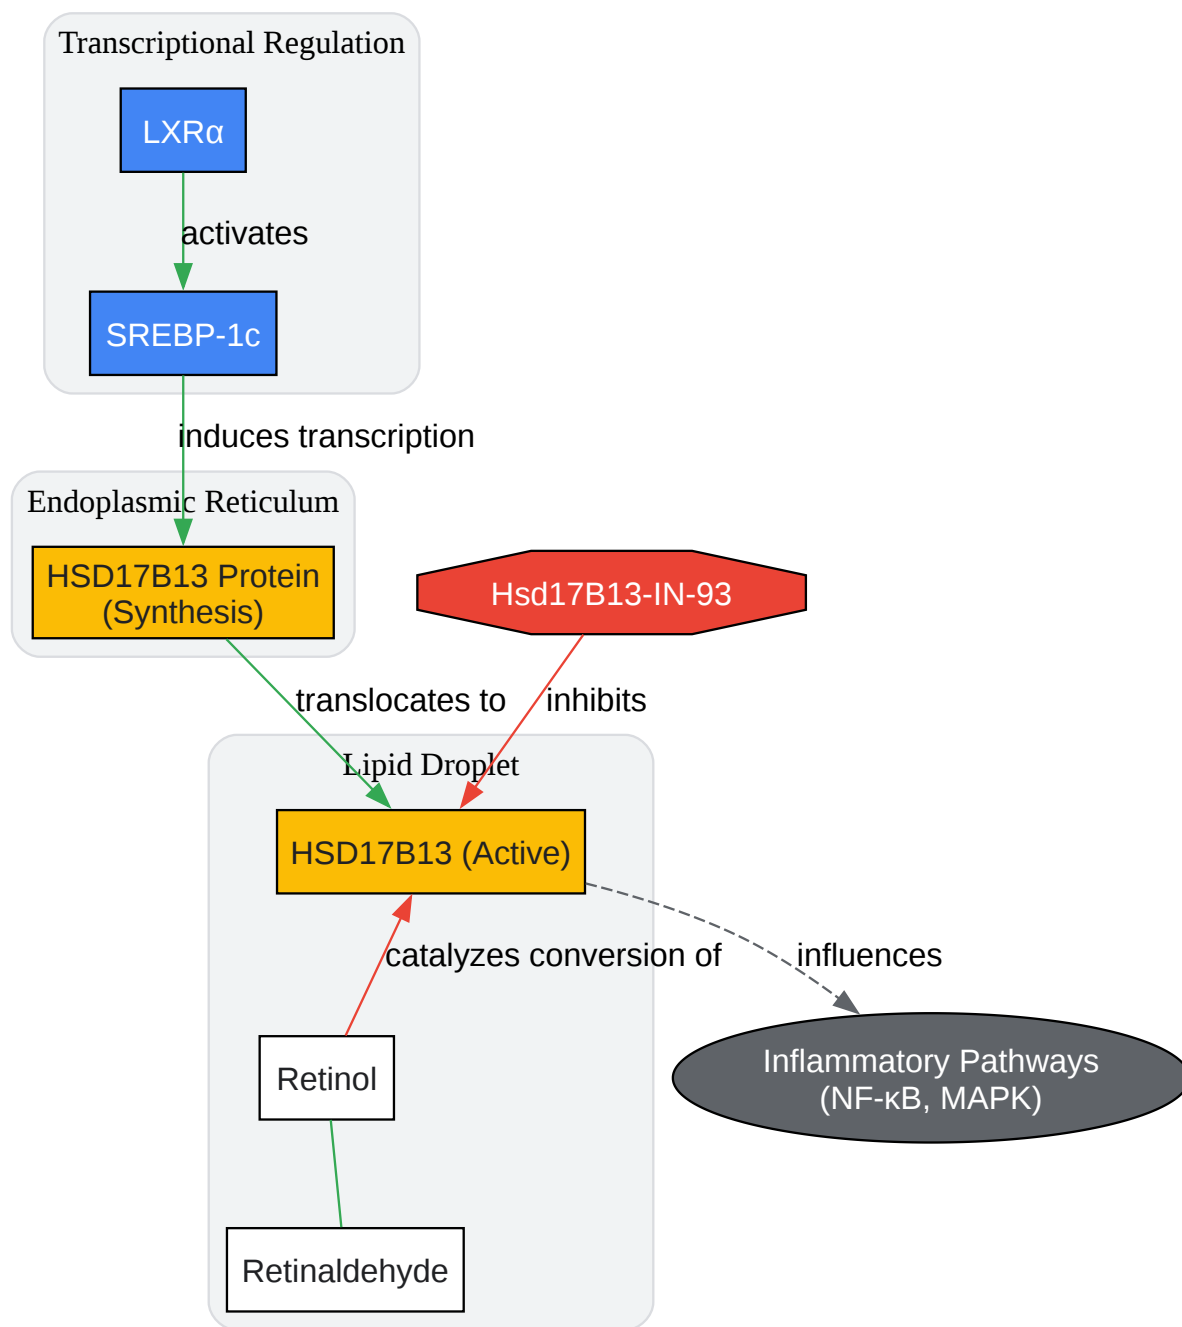 Transcriptional Regulation
LXRα
activates
SREBP-1c
induces transcription
Endoplasmic Reticulum
HSD17B13 Protein
(Synthesis)
Hsd17B13-IN-93
translocates to
inhibits
Lipid Droplet
HSD17B13 (Active)
catalyzes conversion of
influences
Retinol
Inflammatory Pathways
(NF-κB, MAPK)
Retinaldehyde